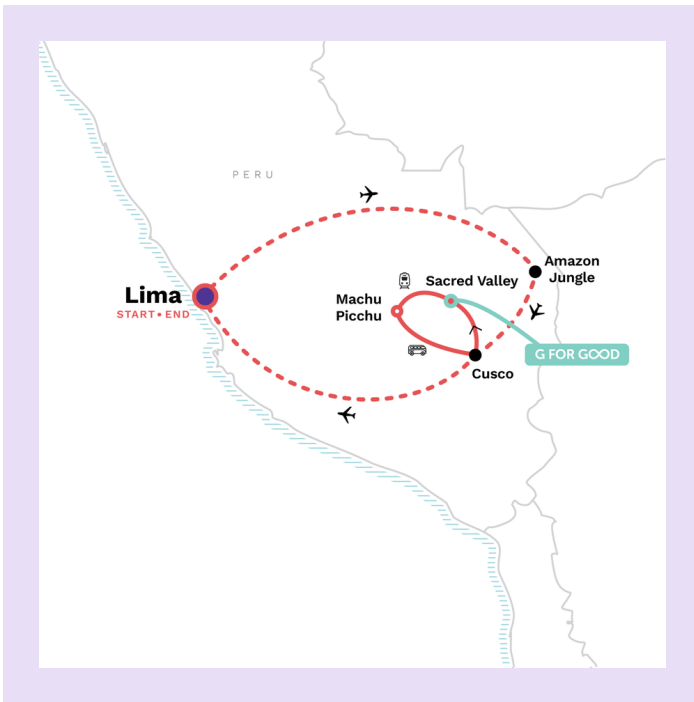 PERU
Amazon
Jungle
Sacred Valley
Lima
START • END
Machu
Picchu
G FOR GOOD
Cusco